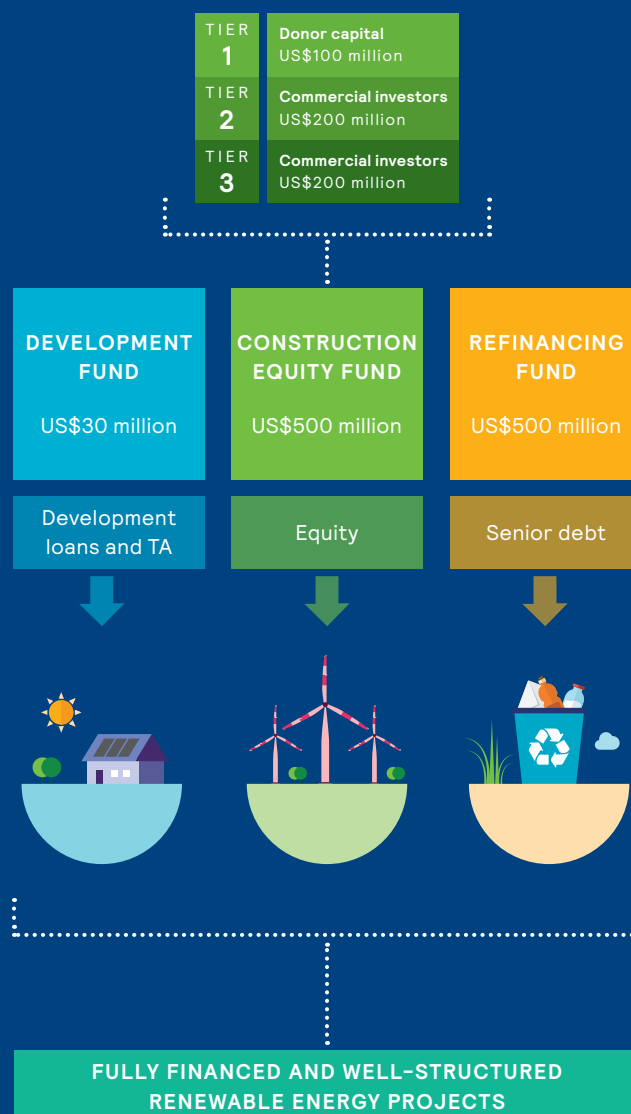 TIER
1
Donor capital
US$100 million
TIER
2
Commercial investors
US$200 million
TIER
3
Commercial investors
US$200 million
DEVELOPMENT
FUND
US$30 million
CONSTRUCTION
EQUITY FUND
US$500 million
REFINANCING
FUND
US$500 million
Development
loans and TA
Equity
Senior debt
FULLY FINANCED AND WELL-STRUCTURED
RENEWABLE ENERGY PROJECTS